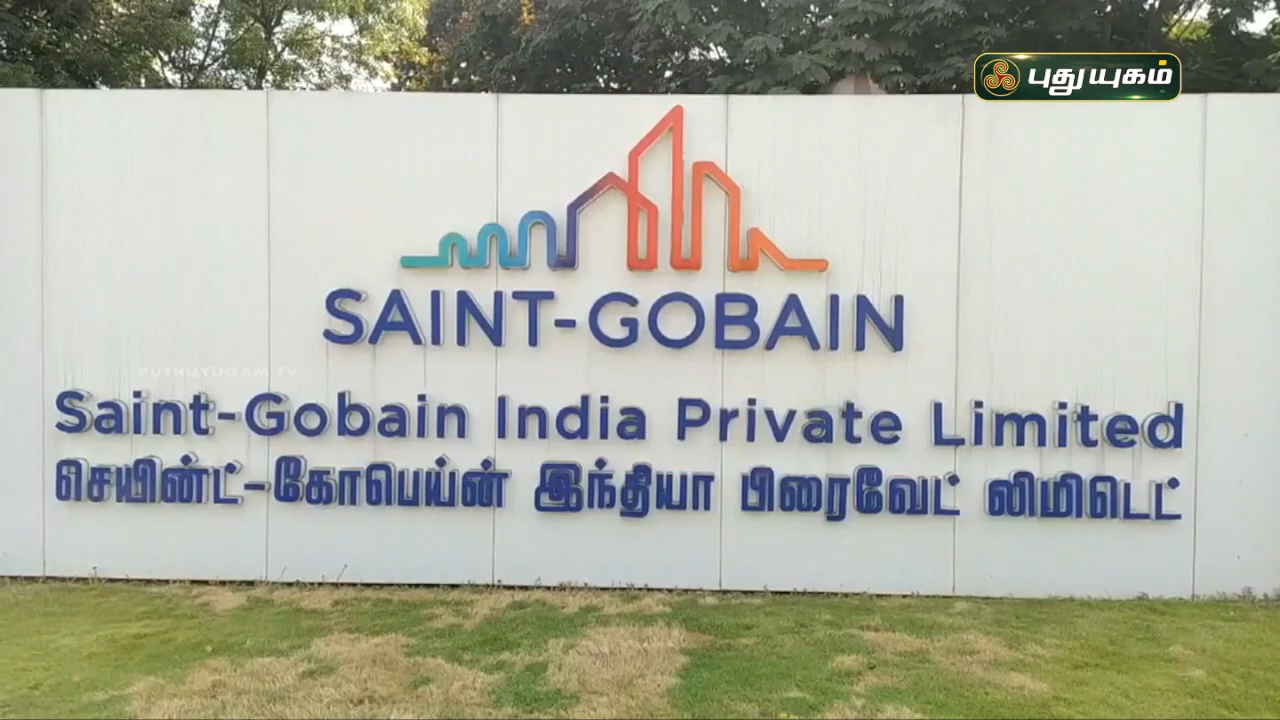 புதுயுகம்
SAINT-GOBAIN
PUTHUYUGAM TV
Saint-Gobain India Private Limited
செயின்ட்-கோபெய்ன் இந்தியா பிரைவேட் லிமிடெட்